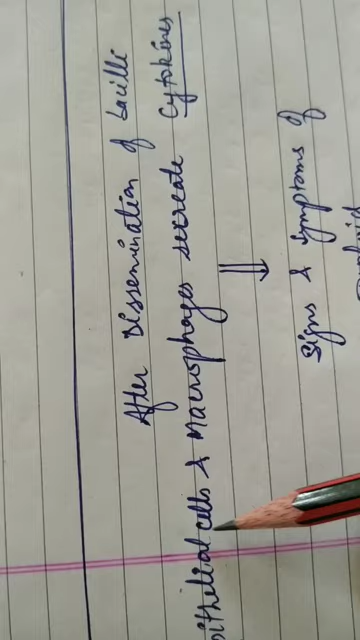 After Dissemination of bacilli
epithelial cells & Macrophages secreate Cytokines
⇓
Signs & Symptoms of